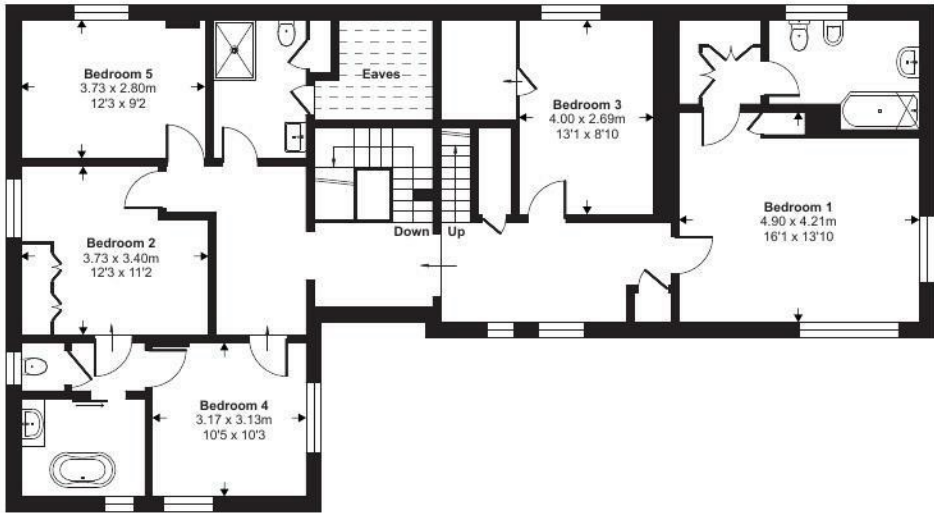 Bedroom 5
3.73 x 2.80m
12'3 x 9'2
Eaves
Bedroom 3
4.00 x 2.69m
13'1 x 8'10
Bedroom 1
4.90 x 4.21m
16'1 x 13'10
Bedroom 2
3.73 x 3.40m
12'3 x 11'2
Down
Up
Bedroom 4
3.17 x 3.13m
10'5 x 10'3